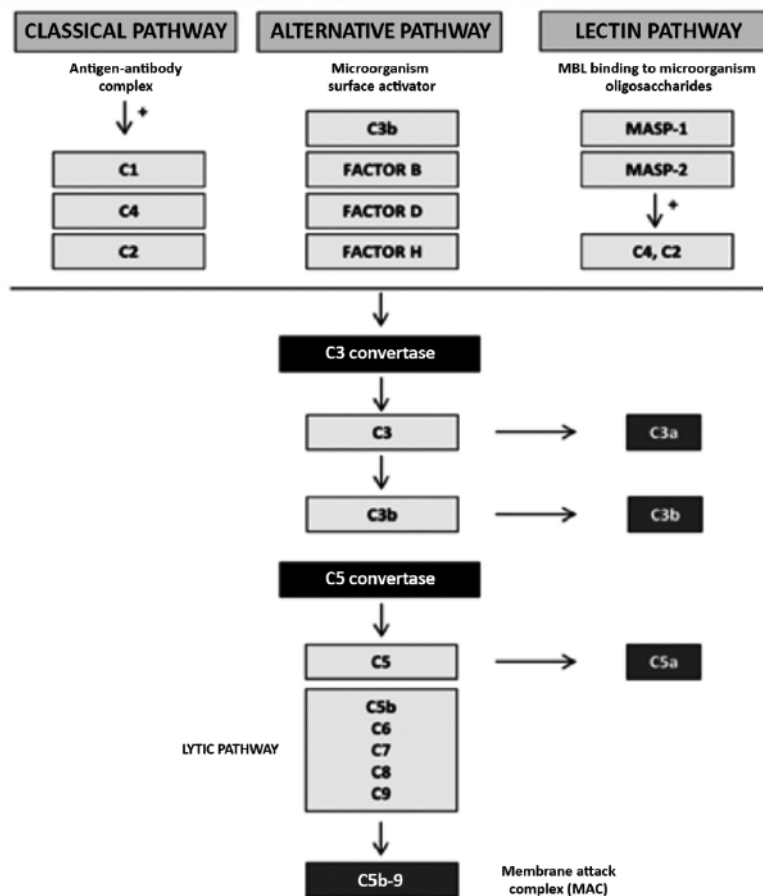 CLASSICAL PATHWAY
ALTERNATIVE PATHWAY
LECTIN PATHWAY
Antigen-antibody
complex
Microorganism
surface activator
MBL binding to microorganism
oligosaccharides
+
C1
C4
C2
C3b
FACTOR B
FACTOR D
FACTOR H
MASP-1
MASP-2
+
C4, C2
C3 convertase
C3
C3a
C3b
C3b
C5 convertase
C5
C5a
LYTIC PATHWAY
C5b
C6
C7
C8
C9
C5b-9
Membrane attack
complex (MAC)